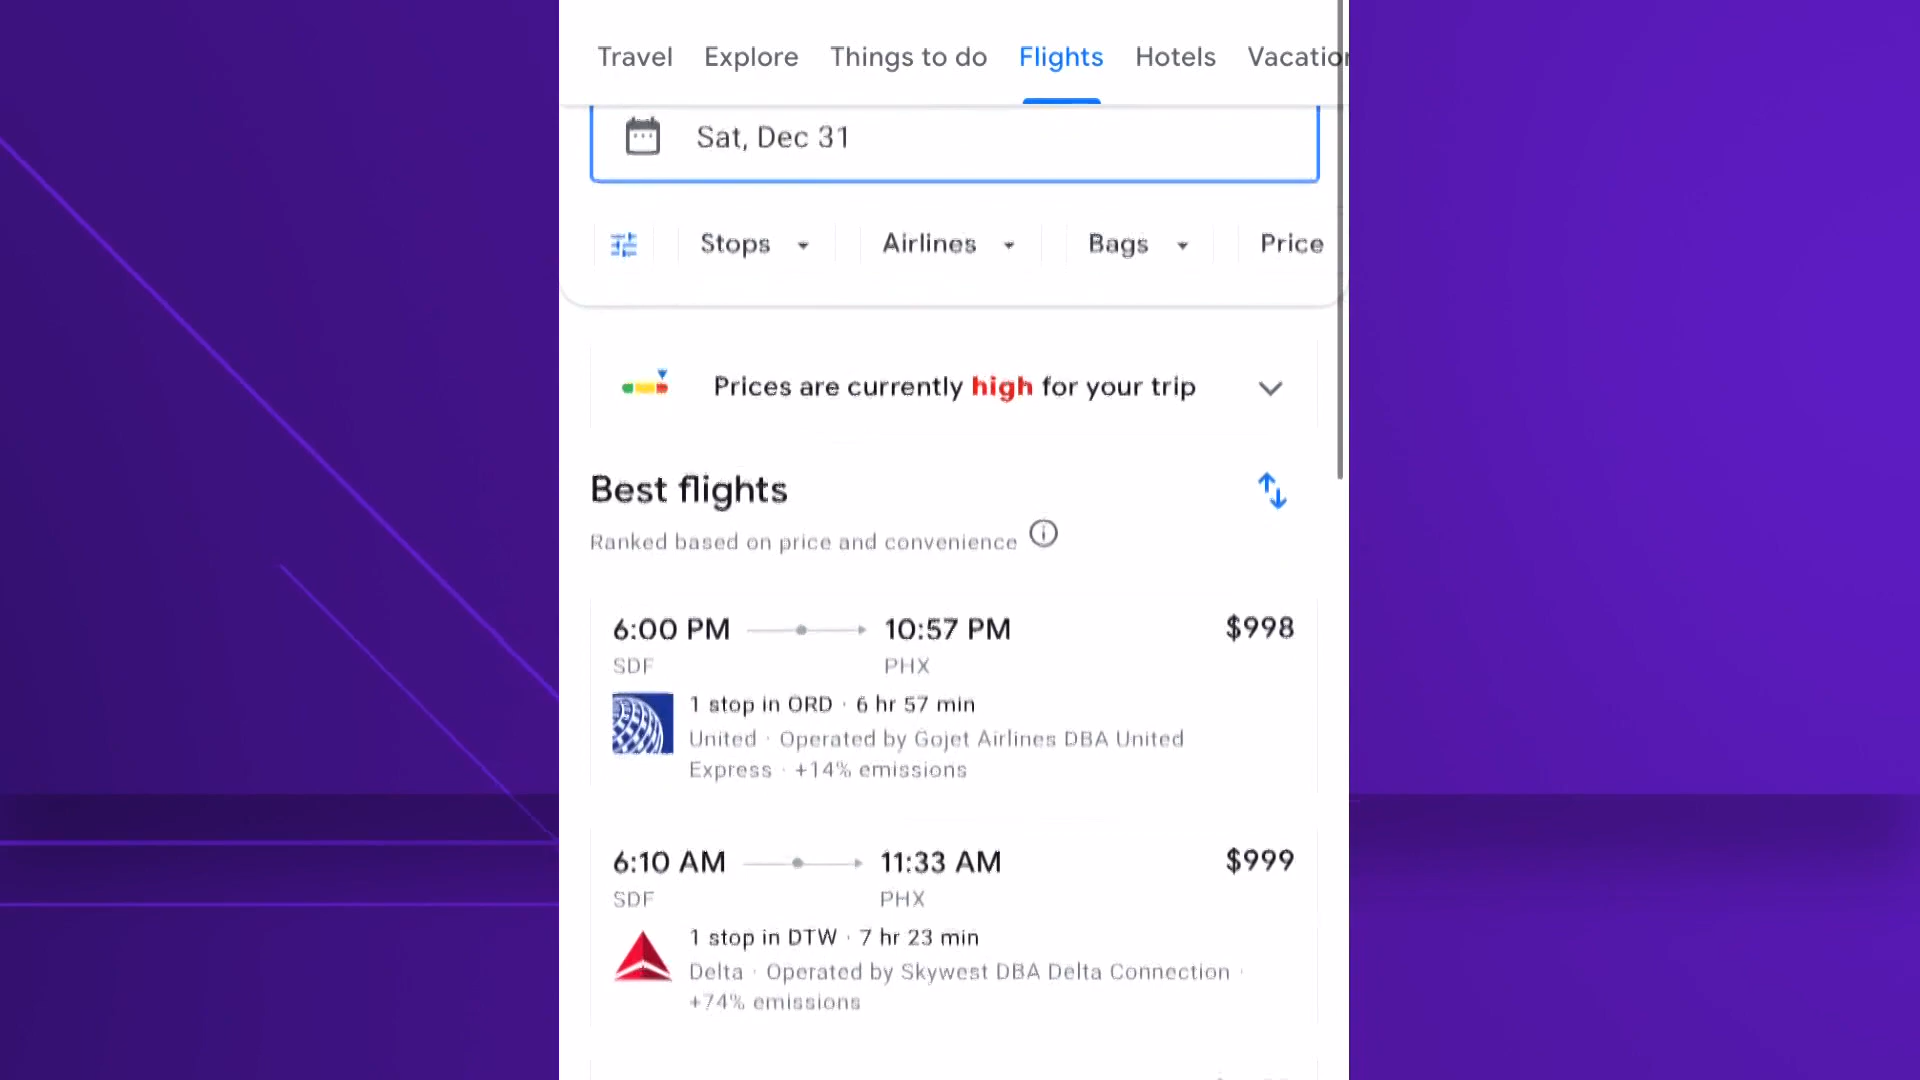 Travel Explore Things to do Flights Hotels Vacation
Sat, Dec 31
Stops Airlines Bags Price
Prices are currently high for your trip
Best flights
Ranked based on price and convenience
6:00 PM 10:57 PM $998
SDF PHX
1 stop in ORD · 6 hr 57 min
United · Operated by Gojet Airlines DBA United
Express · +14% emissions
6:10 AM 11:33 AM $999
SDF PHX
1 stop in DTW · 7 hr 23 min
Delta · Operated by Skywest DBA Delta Connection ·
+74% emissions